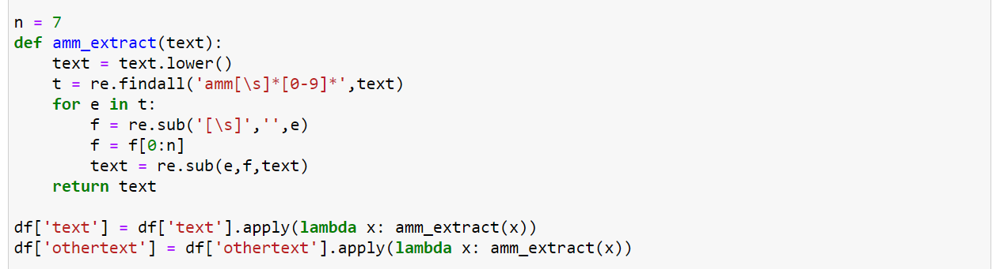 n = 7
def amm_extract(text):
    text = text.lower()
    t = re.findall('amm[\s]*[0-9]*',text)
    for e in t:
        f = re.sub('[\s]','',e)
        f = f[0:n]
        text = re.sub(e,f,text)
    return text

df['text'] = df['text'].apply(lambda x: amm_extract(x))
df['othertext'] = df['othertext'].apply(lambda x: amm_extract(x))